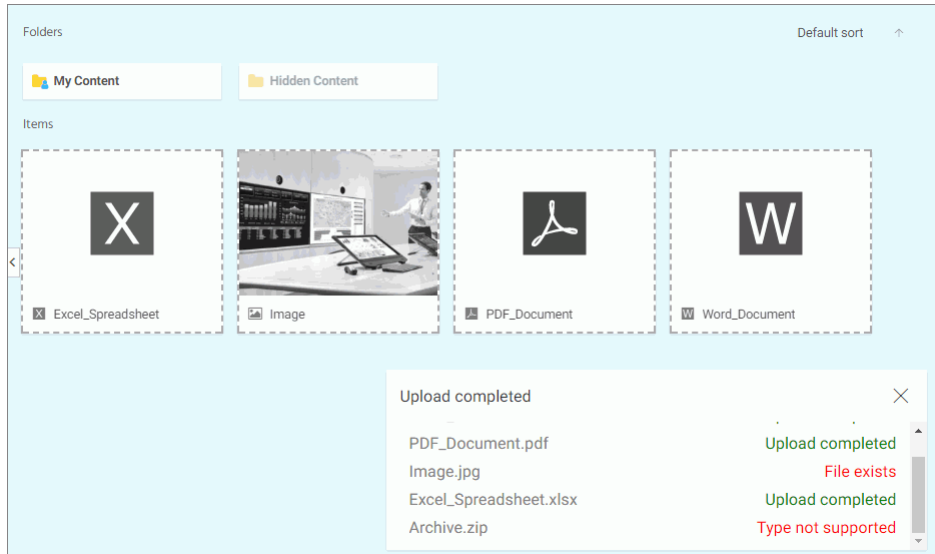 Folders
Default sort
My Content
Hidden Content
Items
X
W
Excel_Spreadsheet
Image
PDF_Document
Word_Document
Upload completed
PDF_Document.pdf Upload completed
Image.jpg File exists
Excel_Spreadsheet.xlsx Upload completed
Archive.zip Type not supported